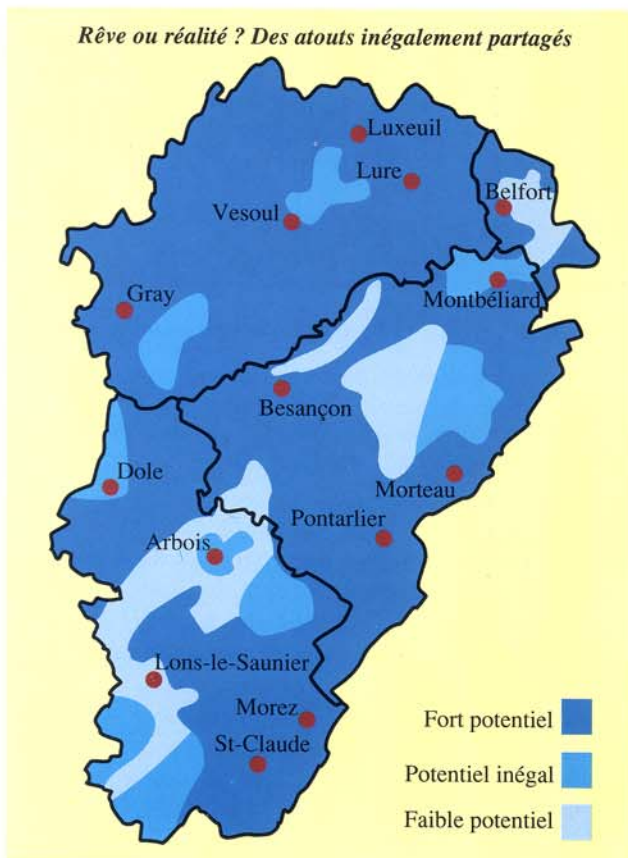 Rêve ou réalité ? Des atouts inégalement partagés
Luxeuil
Lure
Belfort
Vesoul
Gray
Montbéliard
Besançon
Dole
Morteau
Pontarlier
Arbois
Lons-le-Saunier
Morez
St-Claude
Fort potentiel
Potentiel inégal
Faible potentiel